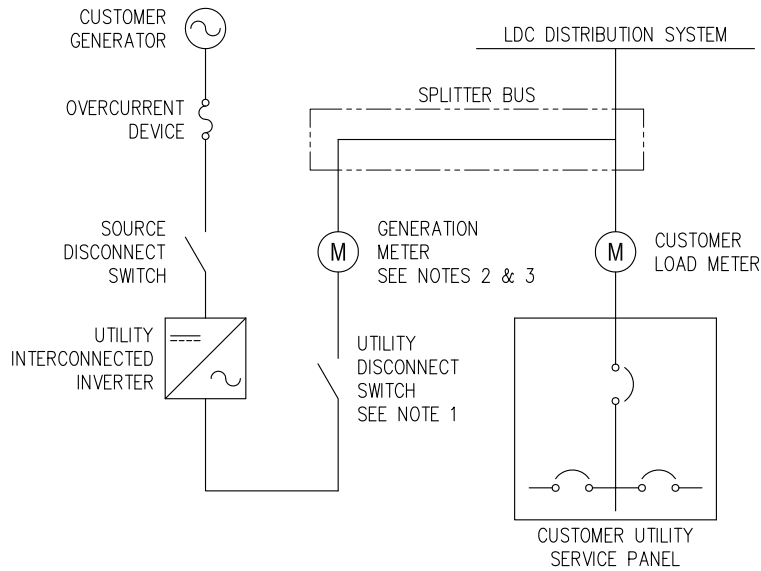 CUSTOMER
GENERATOR
LDC DISTRIBUTION SYSTEM
OVERCURRENT
DEVICE
SPLITTER BUS
SOURCE
DISCONNECT
SWITCH
M
GENERATION
METER
SEE NOTES 2 & 3
M
CUSTOMER
LOAD METER
UTILITY
INTERCONNECTED
INVERTER
UTILITY
DISCONNECT
SWITCH
SEE NOTE 1
CUSTOMER UTILITY
SERVICE PANEL